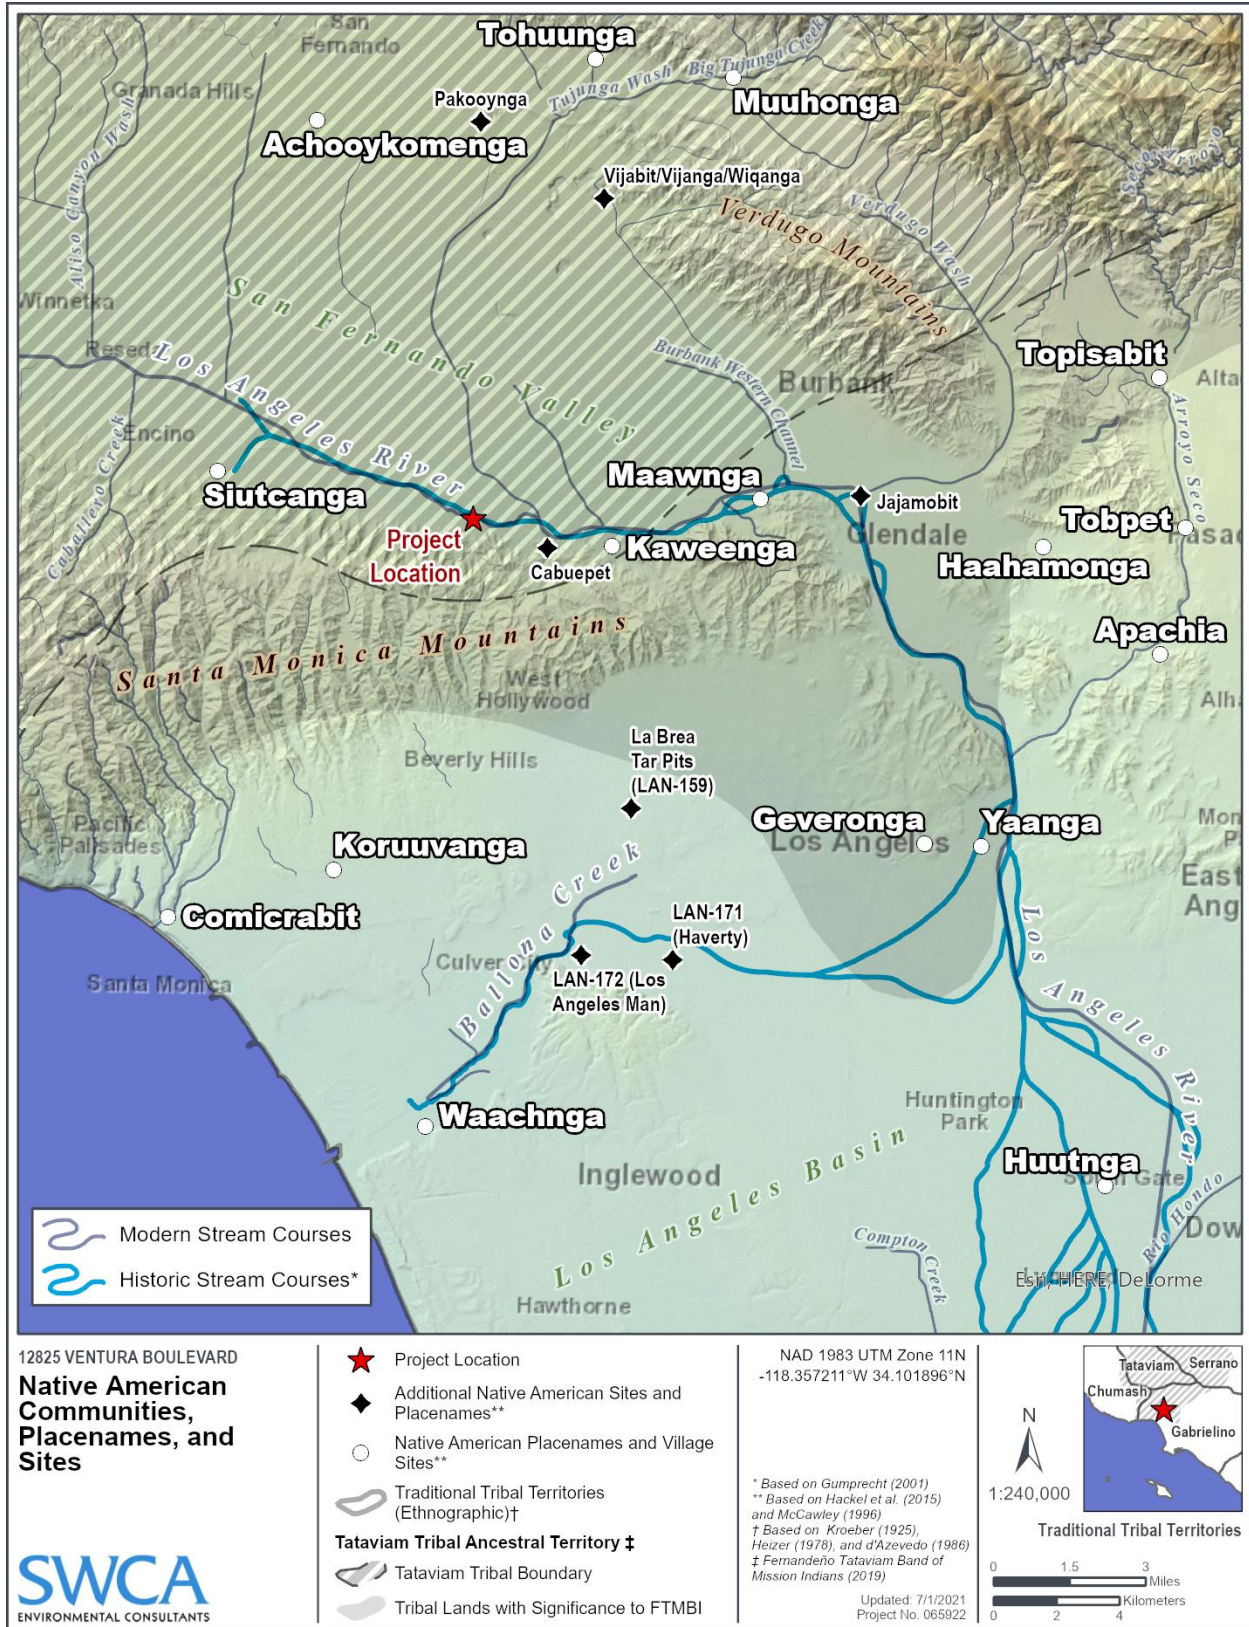 San
Fernando
Tohuunga
Tujunga Wash
Big Tujunga Creek
Muuhonga
Granada Hills
Pakooynga
Achooykomenga
Aliso Canyon Wash
Vijabit/Vijanga/Wiqanga
Verdugo Mountains
Verdugo Wash
Arroyo
Seco
Winnetka
Reseda
San Fernando Valley
Los Angeles River
Burbank Western Channel
Burbank
Topisabit
Alta
Arroyo Seco
Encino
Caballero Creek
Siutcanga
Project
Location
Cabuepet
Kaweenga
Maawnga
Jajamobit
Glendale
Tobpet
Pasad
Haahamonga
Apachia
Alha
Santa Monica Mountains
West
Hollywood
Beverly Hills
La Brea
Tar Pits
(LAN-159)
Pacific
Palisades
Koruuvanga
Comicrabit
Santa Monica
Geveronga
Los Angeles
Yaanga
Mon
East
Ang
LAN-171
(Haverty)
Ballona Creek
Culver City
LAN-172 (Los
Angeles Man)
Los Angeles River
Waachnga
Inglewood
Los Angeles Basin
Huntington
Park
Huutnga
South Gate
Dow
Rio Hondo
Compton
Creek
Esri, HERE, DeLorme
Hawthorne
Modern Stream Courses
Historic Stream Courses*
12825 VENTURA BOULEVARD
Native American
Communities,
Placenames, and
Sites
SWCA
ENVIRONMENTAL CONSULTANTS
Project Location
Additional Native American Sites and
Placenames**
Native American Placenames and Village
Sites**
Traditional Tribal Territories
(Ethnographic)†
Tataviam Tribal Ancestral Territory ‡
Tataviam Tribal Boundary
Tribal Lands with Significance to FTMBI
NAD 1983 UTM Zone 11N
-118.357211°W 34.101896°N
* Based on Gumprecht (2001)
** Based on Hackel et al. (2015)
and McCawley (1996)
† Based on Kroeber (1925),
Heizer (1978), and d'Azevedo (1986)
‡ Fernandeño Tataviam Band of
Mission Indians (2019)
Updated: 7/1/2021
Project No. 065922
N
1:240,000
Tataviam
Serrano
Chumash
Gabrielino
Traditional Tribal Territories
0 1.5 3
Miles
Kilometers
0 2 4